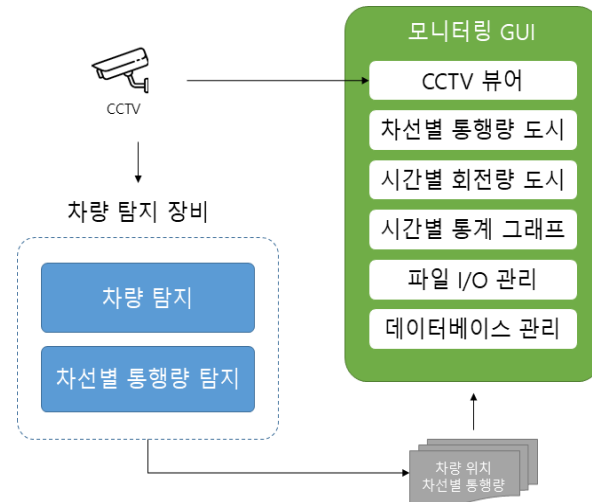 모니터링 GUI
CCTV
CCTV 뷰어
차선별 통행량 도시
시간별 회전량 도시
시간별 통계 그래프
파일 I/O 관리
데이터베이스 관리
차량 탐지 장비
차량 탐지
차선별 통행량 탐지
차량 위치
차선별 통행량